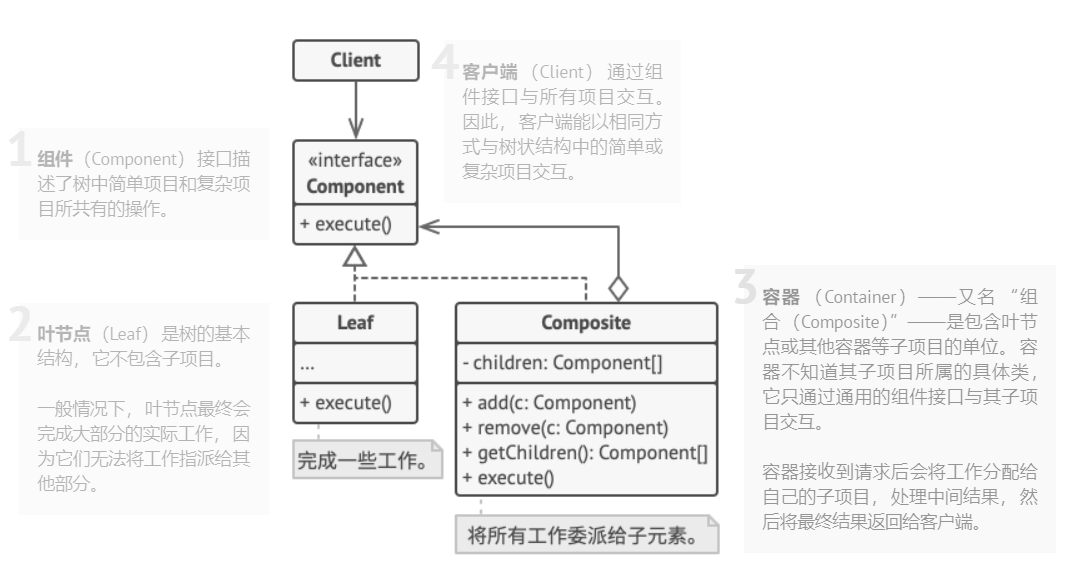 Client
4
客户端 （Client） 通过组
件接口与所有项目交互。
因此， 客户端能以相同方
式与树状结构中的简单或
复杂项目交互。
1
组件 （Component） 接口描
述了树中简单项目和复杂项
目所共有的操作。
«interface»
Component
+ execute()
2
叶节点 （Leaf） 是树的基本
结构， 它不包含子项目。
一般情况下， 叶节点最终会
完成大部分的实际工作， 因
为它们无法将工作指派给其
他部分。
Leaf
...
+ execute()
完成一些工作。
Composite
- children: Component[]
+ add(c: Component)
+ remove(c: Component)
+ getChildren(): Component[]
+ execute()
将所有工作委派给子元素。
3
容器 （Container）——又名 “组
合 （Composite）”——是包含叶节
点或其他容器等子项目的单位。 容
器不知道其子项目所属的具体类，
它只通过通用的组件接口与其子项
目交互。
容器接收到请求后会将工作分配给
自己的子项目， 处理中间结果， 然
后将最终结果返回给客户端。